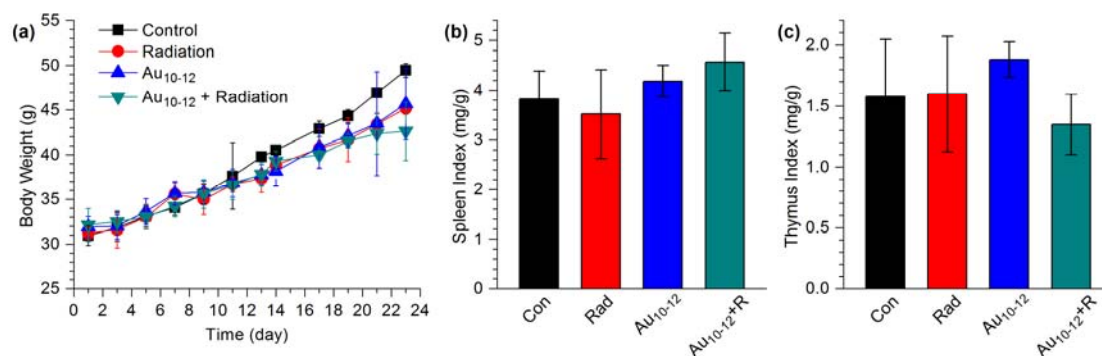 (a)
Control
Radiation
Au10-12
Au10-12 + Radiation
55
50
45
40
35
30
25
Body Weight (g)
0 2 4 6 8 10 12 14 16 18 20 22 24
Time (day)
(b)
6
5
4
3
2
1
0
Spleen Index (mg/g)
Con Rad Au10-12 Au10-12+R
(c)
2.0
1.5
1.0
0.5
0.0
Thymus Index (mg/g)
Con Rad Au10-12 Au10-12+R